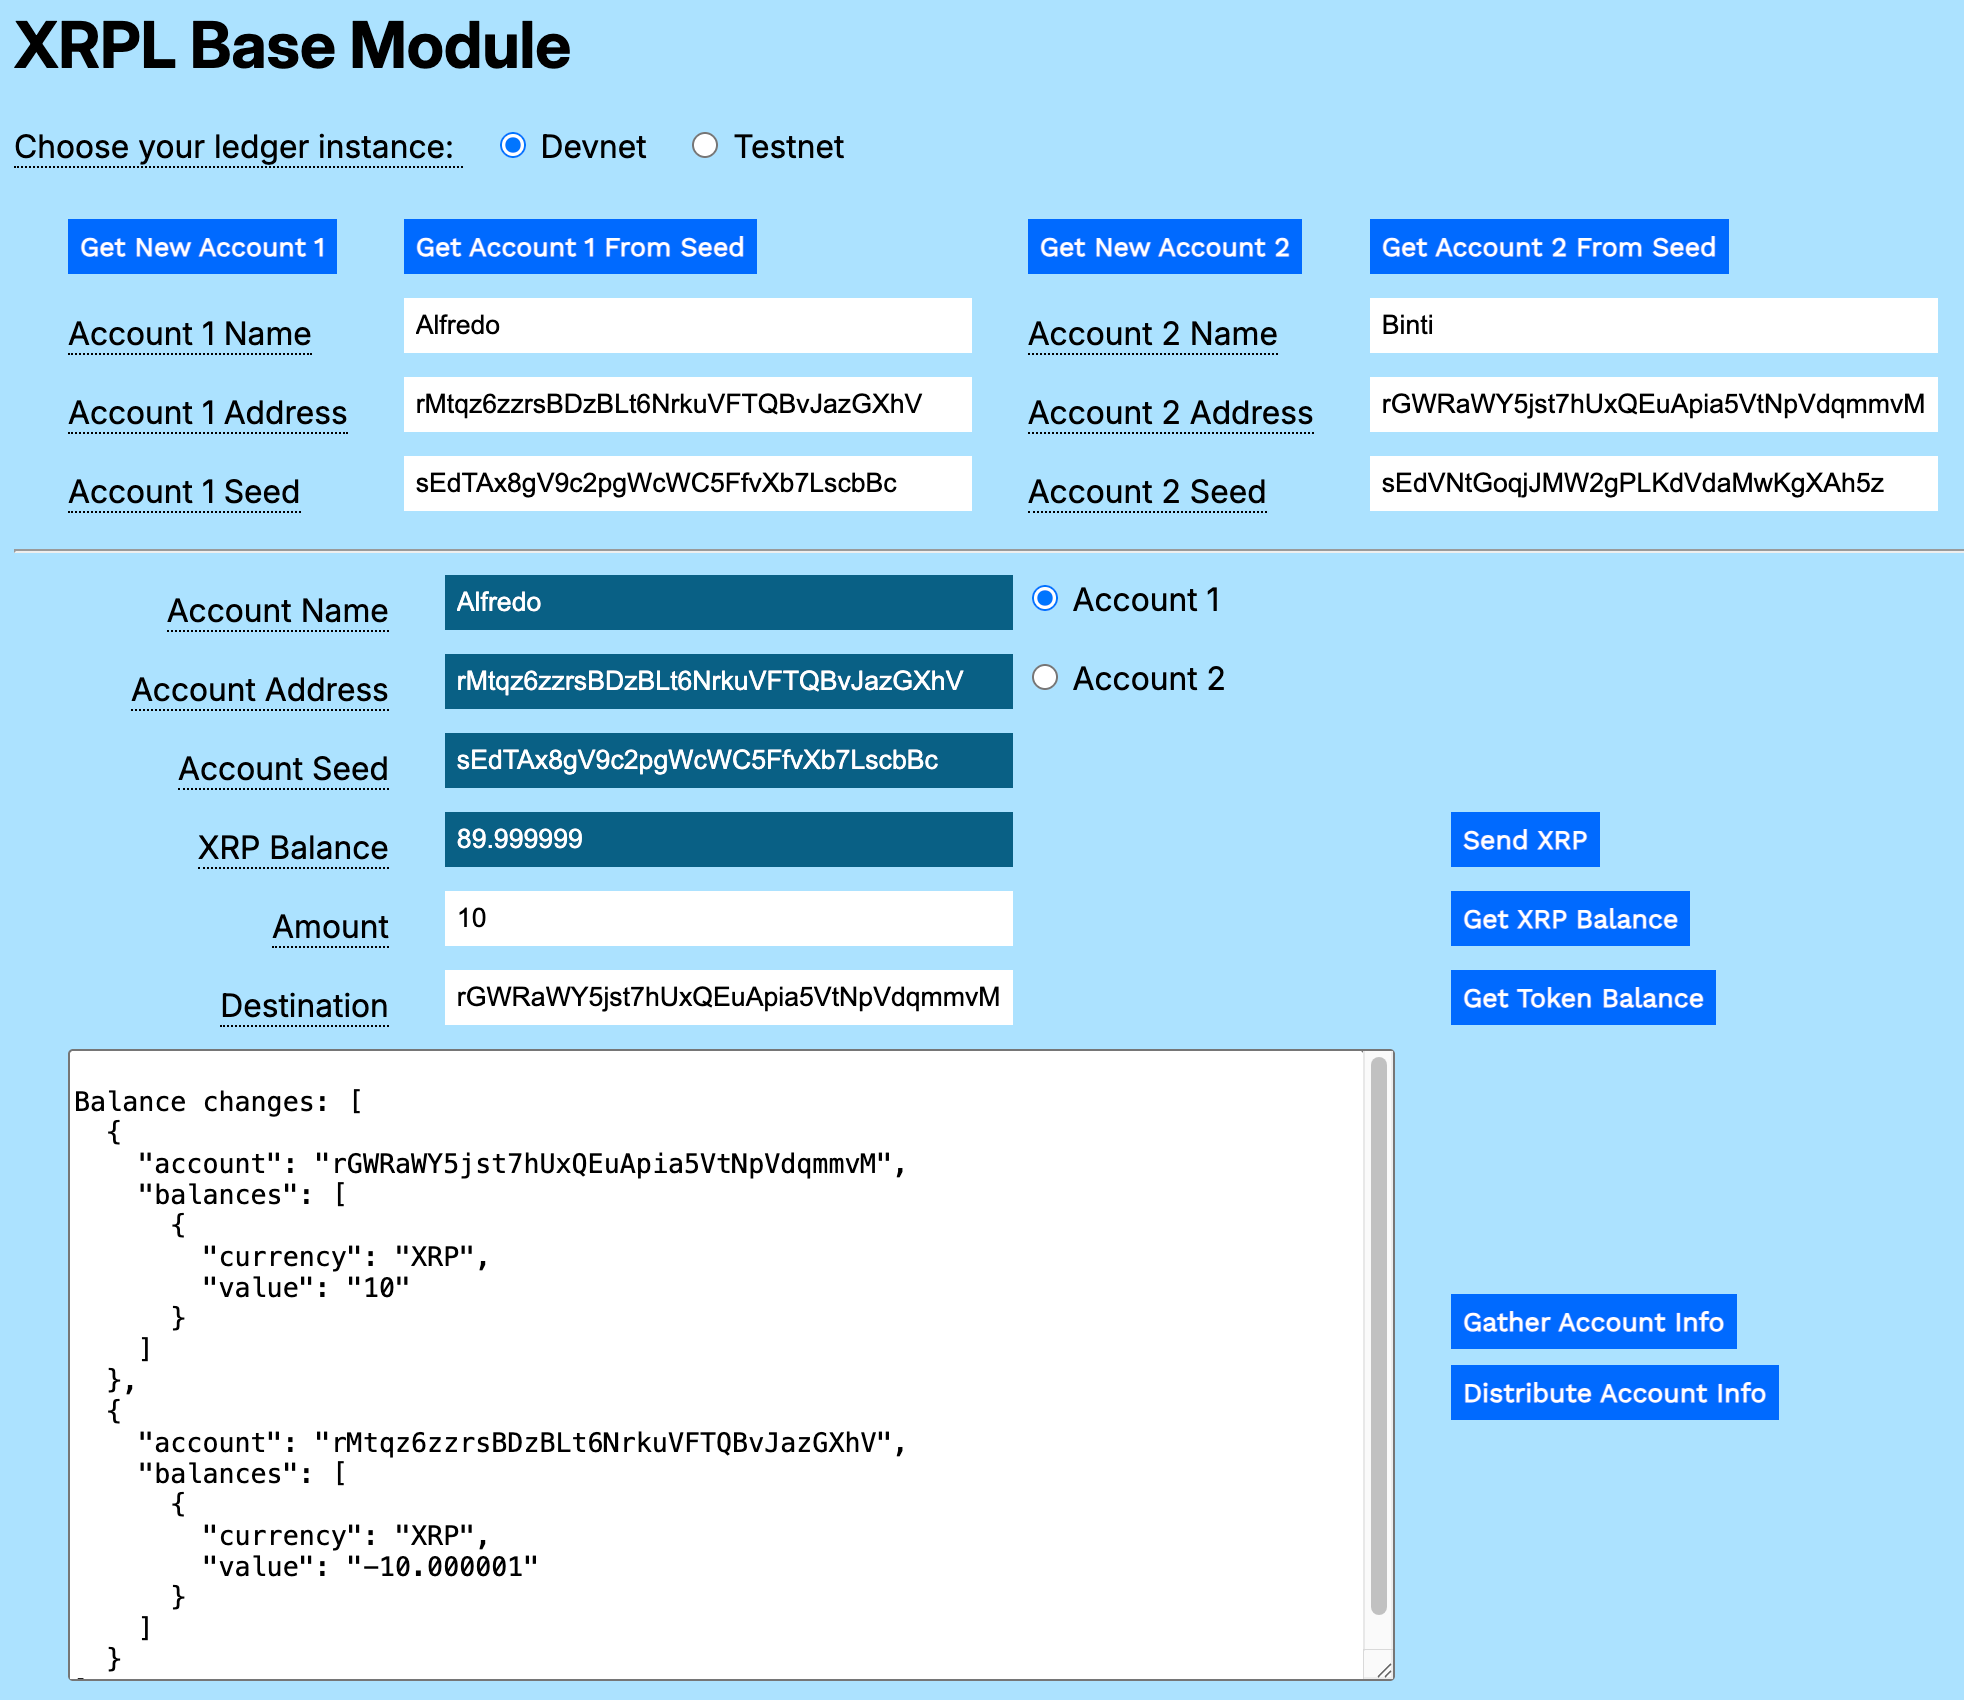 XRPL Base Module
Choose your ledger instance: Devnet Testnet
Get New Account 1 Get Account 1 From Seed Get New Account 2 Get Account 2 From Seed
Account 1 Name Alfredo Account 2 Name Binti
Account 1 Address rMtqz6zzrsBDzBLt6NrkuVFTQBvJazGXhV Account 2 Address rGWRaWY5jst7hUxQEuApia5VtNpVdqmmvM
Account 1 Seed sEdTAx8gV9c2pgWcWC5FfvXb7LscbBc Account 2 Seed sEdVNtGoqjJMW2gPLKdVdaMwKgXAh5z
Account Name Alfredo Account 1
Account Address rMtqz6zzrsBDzBLt6NrkuVFTQBvJazGXhV Account 2
Account Seed sEdTAx8gV9c2pgWcWC5FfvXb7LscbBc
XRP Balance 89.999999 Send XRP
Amount 10 Get XRP Balance
Destination rGWRaWY5jst7hUxQEuApia5VtNpVdqmmvM Get Token Balance
Balance changes: [
  {
    "account": "rGWRaWY5jst7hUxQEuApia5VtNpVdqmmvM",
    "balances": [
      {
        "currency": "XRP",
        "value": "10"
      }
    ]
  },
  {
    "account": "rMtqz6zzrsBDzBLt6NrkuVFTQBvJazGXhV",
    "balances": [
      {
        "currency": "XRP",
        "value": "-10.000001"
      }
    ]
  }
Gather Account Info
Distribute Account Info